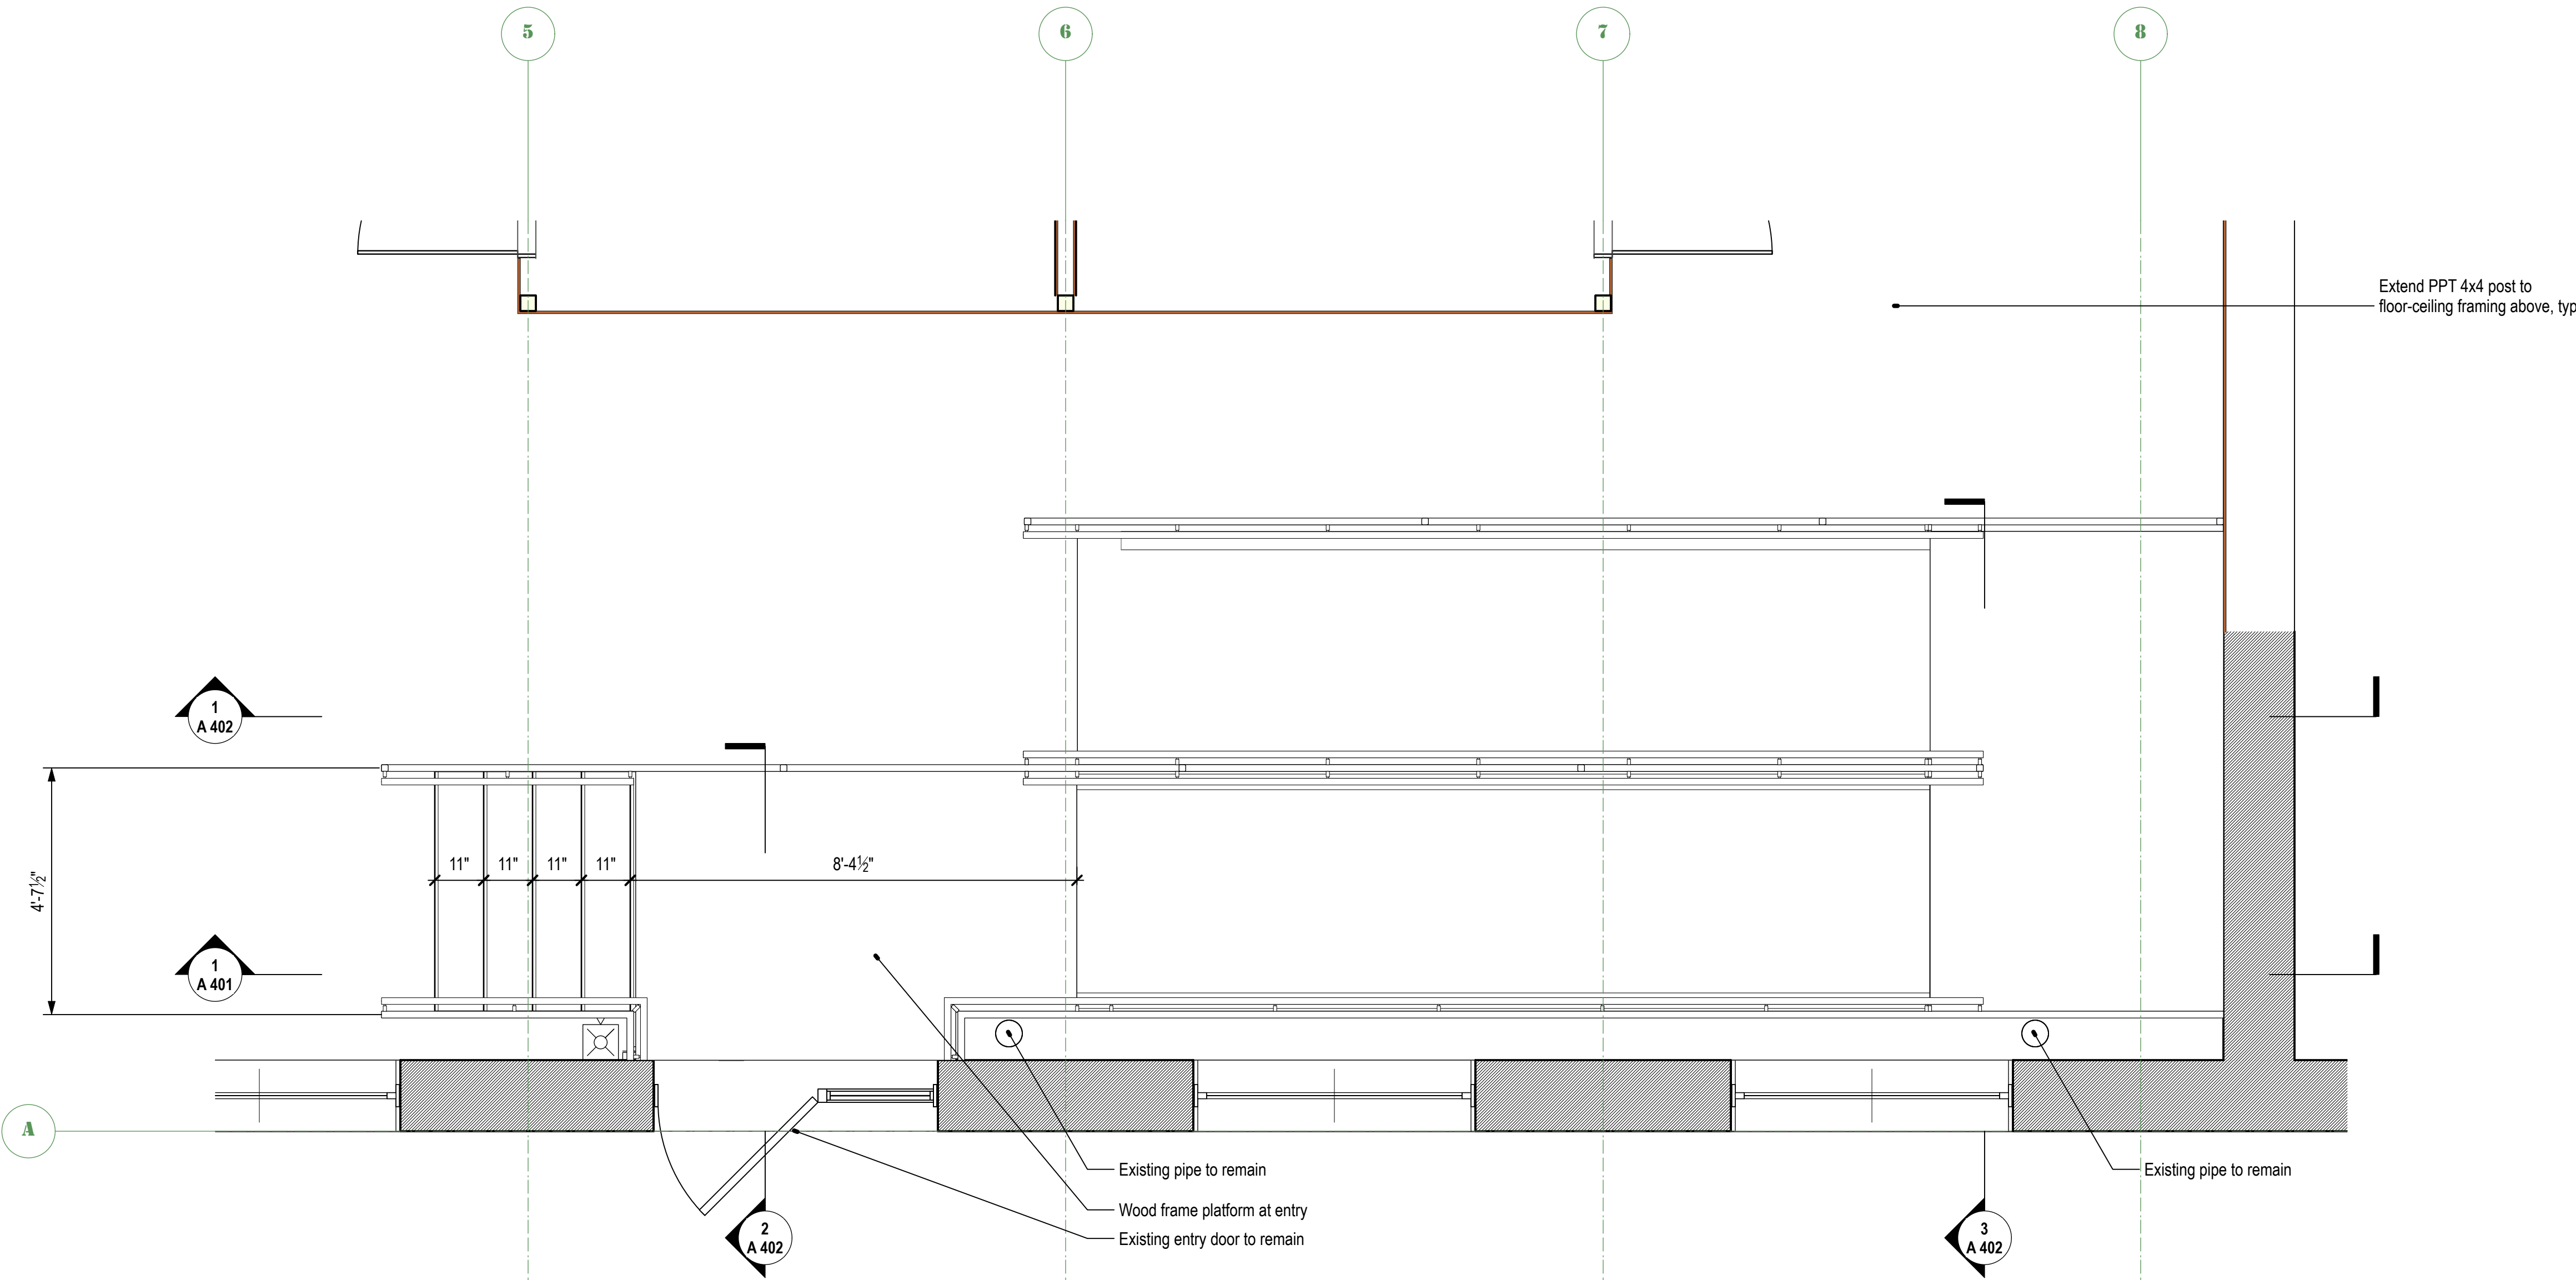 5
6
7
8
Extend PPT 4x4 post to
floor-ceiling framing above, typ
1
A 402
11"
11"
11"
11"
8'-4½"
4'-7½"
1
A 401
A
Existing pipe to remain
Existing pipe to remain
Wood frame platform at entry
Existing entry door to remain
2
A 402
3
A 402